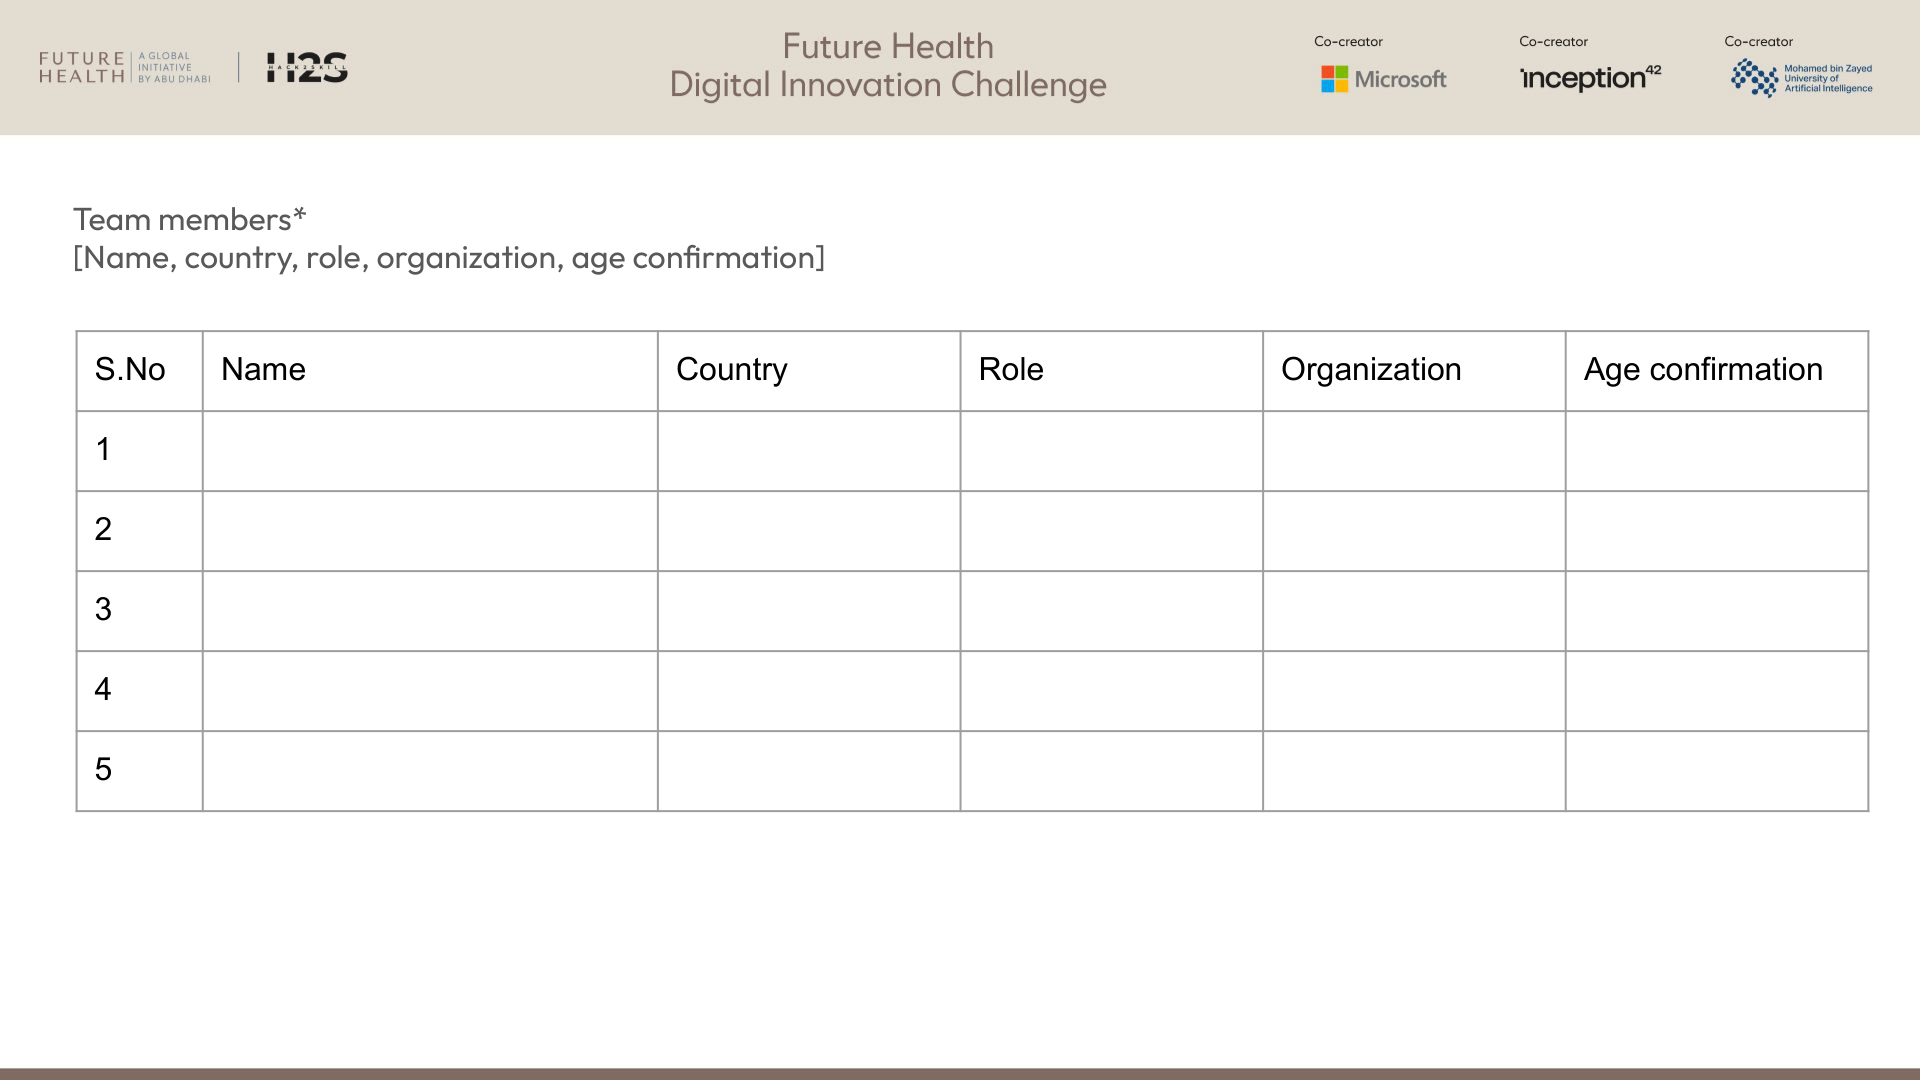 FUTURE
HEALTH
A GLOBAL
INITIATIVE
BY ABU DHABI
H2S
HACK2SKILL
Future Health
Digital Innovation Challenge
Co-creator
Microsoft
Co-creator
inception42
Co-creator
Mohamed bin Zayed
University of
Artificial Intelligence
Team members*
[Name, country, role, organization, age confirmation]
S.No Name Country Role Organization Age confirmation
1
2
3
4
5